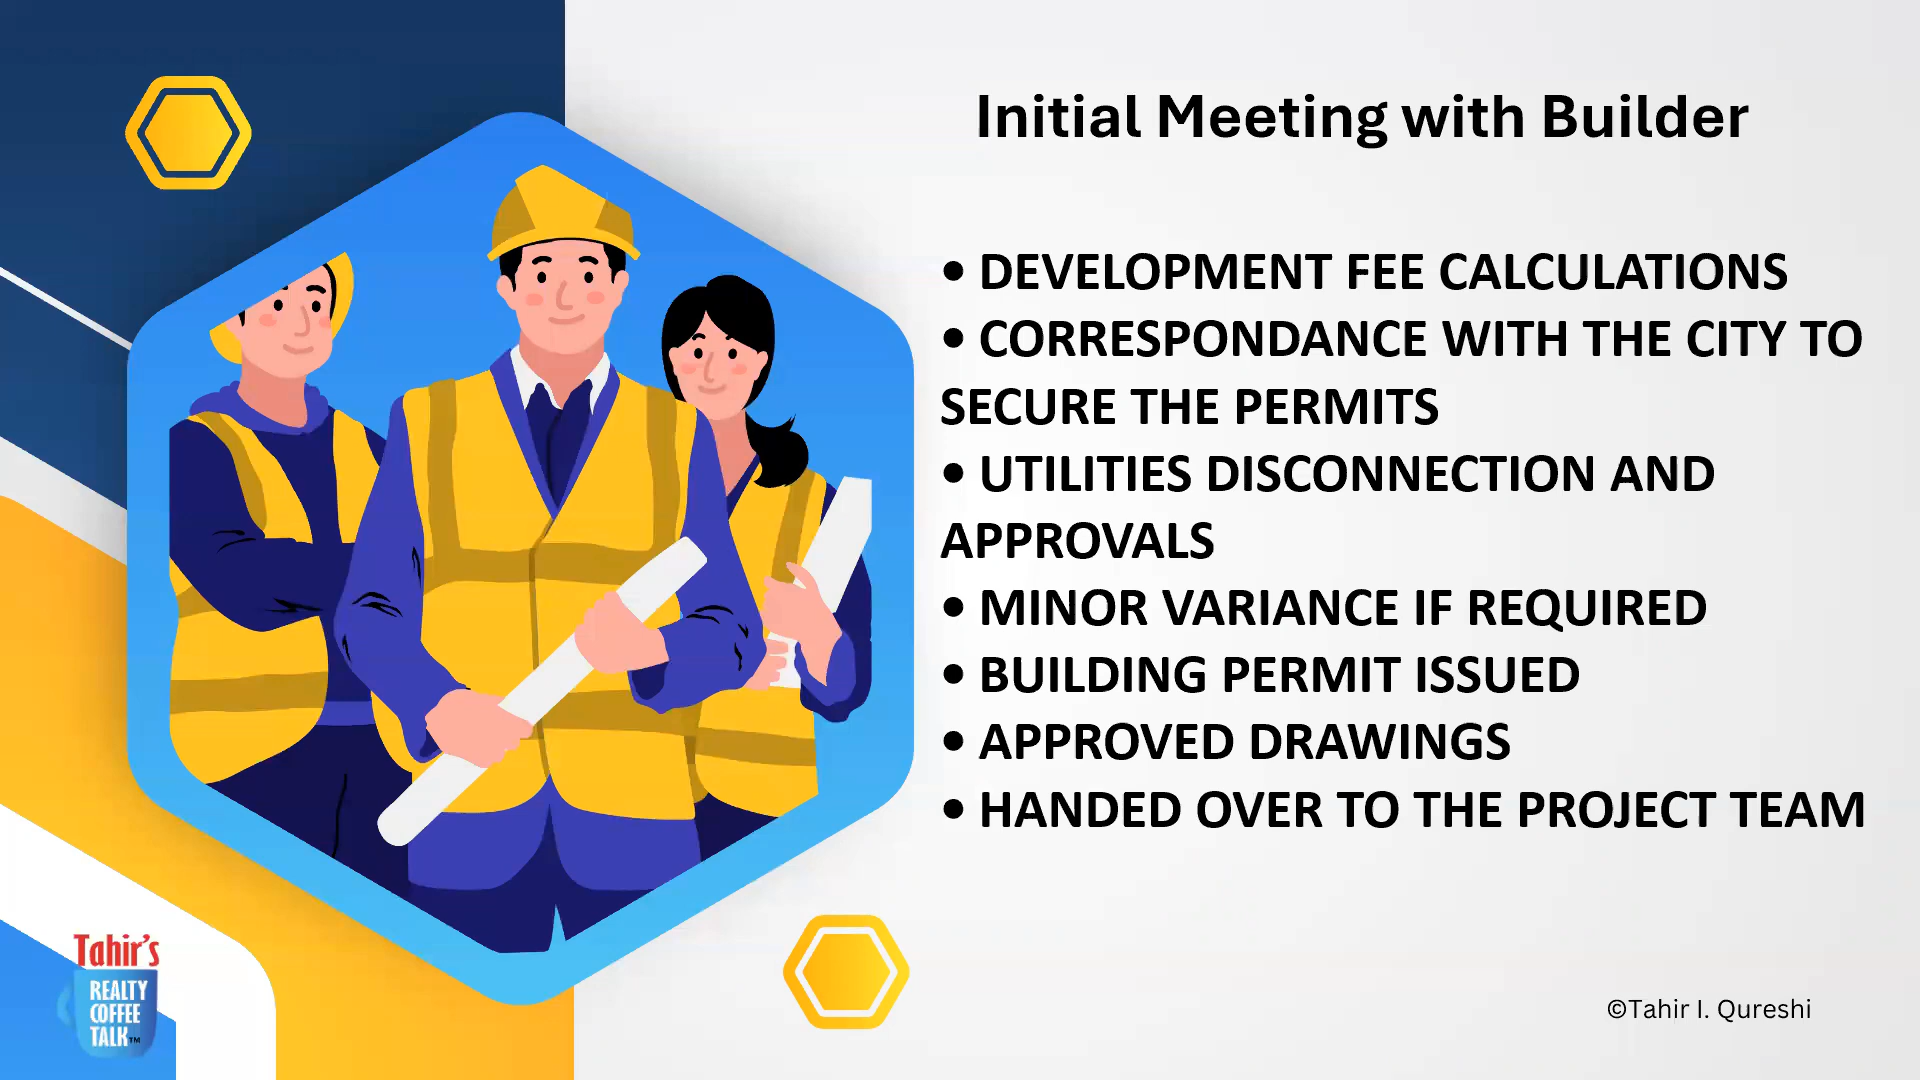 Initial Meeting with Builder
• DEVELOPMENT FEE CALCULATIONS
• CORRESPONDANCE WITH THE CITY TO
SECURE THE PERMITS
• UTILITIES DISCONNECTION AND
APPROVALS
• MINOR VARIANCE IF REQUIRED
• BUILDING PERMIT ISSUED
• APPROVED DRAWINGS
• HANDED OVER TO THE PROJECT TEAM
Tahir's
REALTY
COFFEE
TALK™
©Tahir I. Qureshi